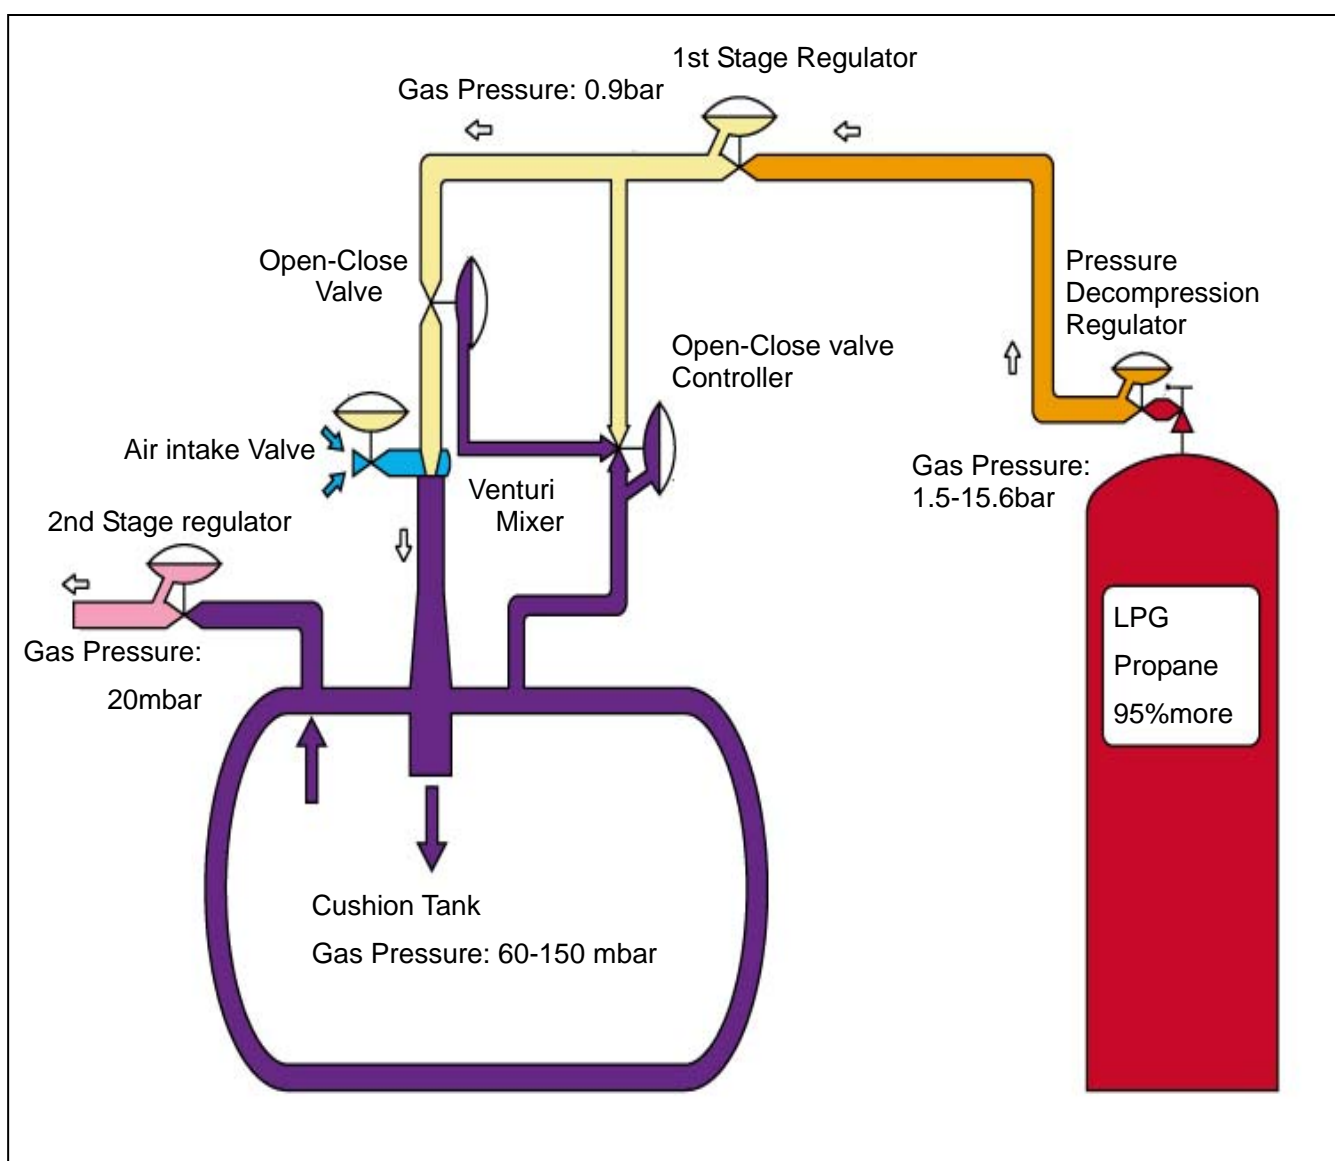 1st Stage Regulator
Gas Pressure: 0.9bar
Open-Close
Valve
Pressure
Decompression
Regulator
Open-Close valve
Controller
Air intake Valve
Gas Pressure:
1.5-15.6bar
Venturi
Mixer
2nd Stage regulator
Gas Pressure:
20mbar
LPG
Propane
95%more
Cushion Tank
Gas Pressure: 60-150 mbar